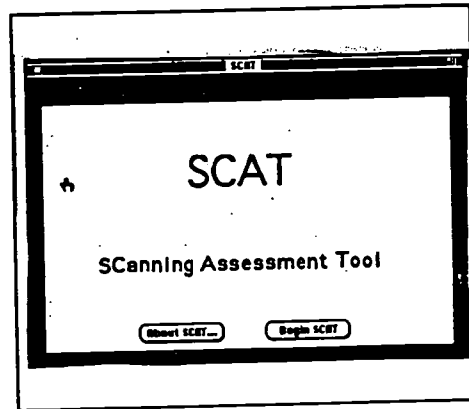 SCAT
SCAT
SCanning Assessment Tool
About SCAT...
Begin SCAT